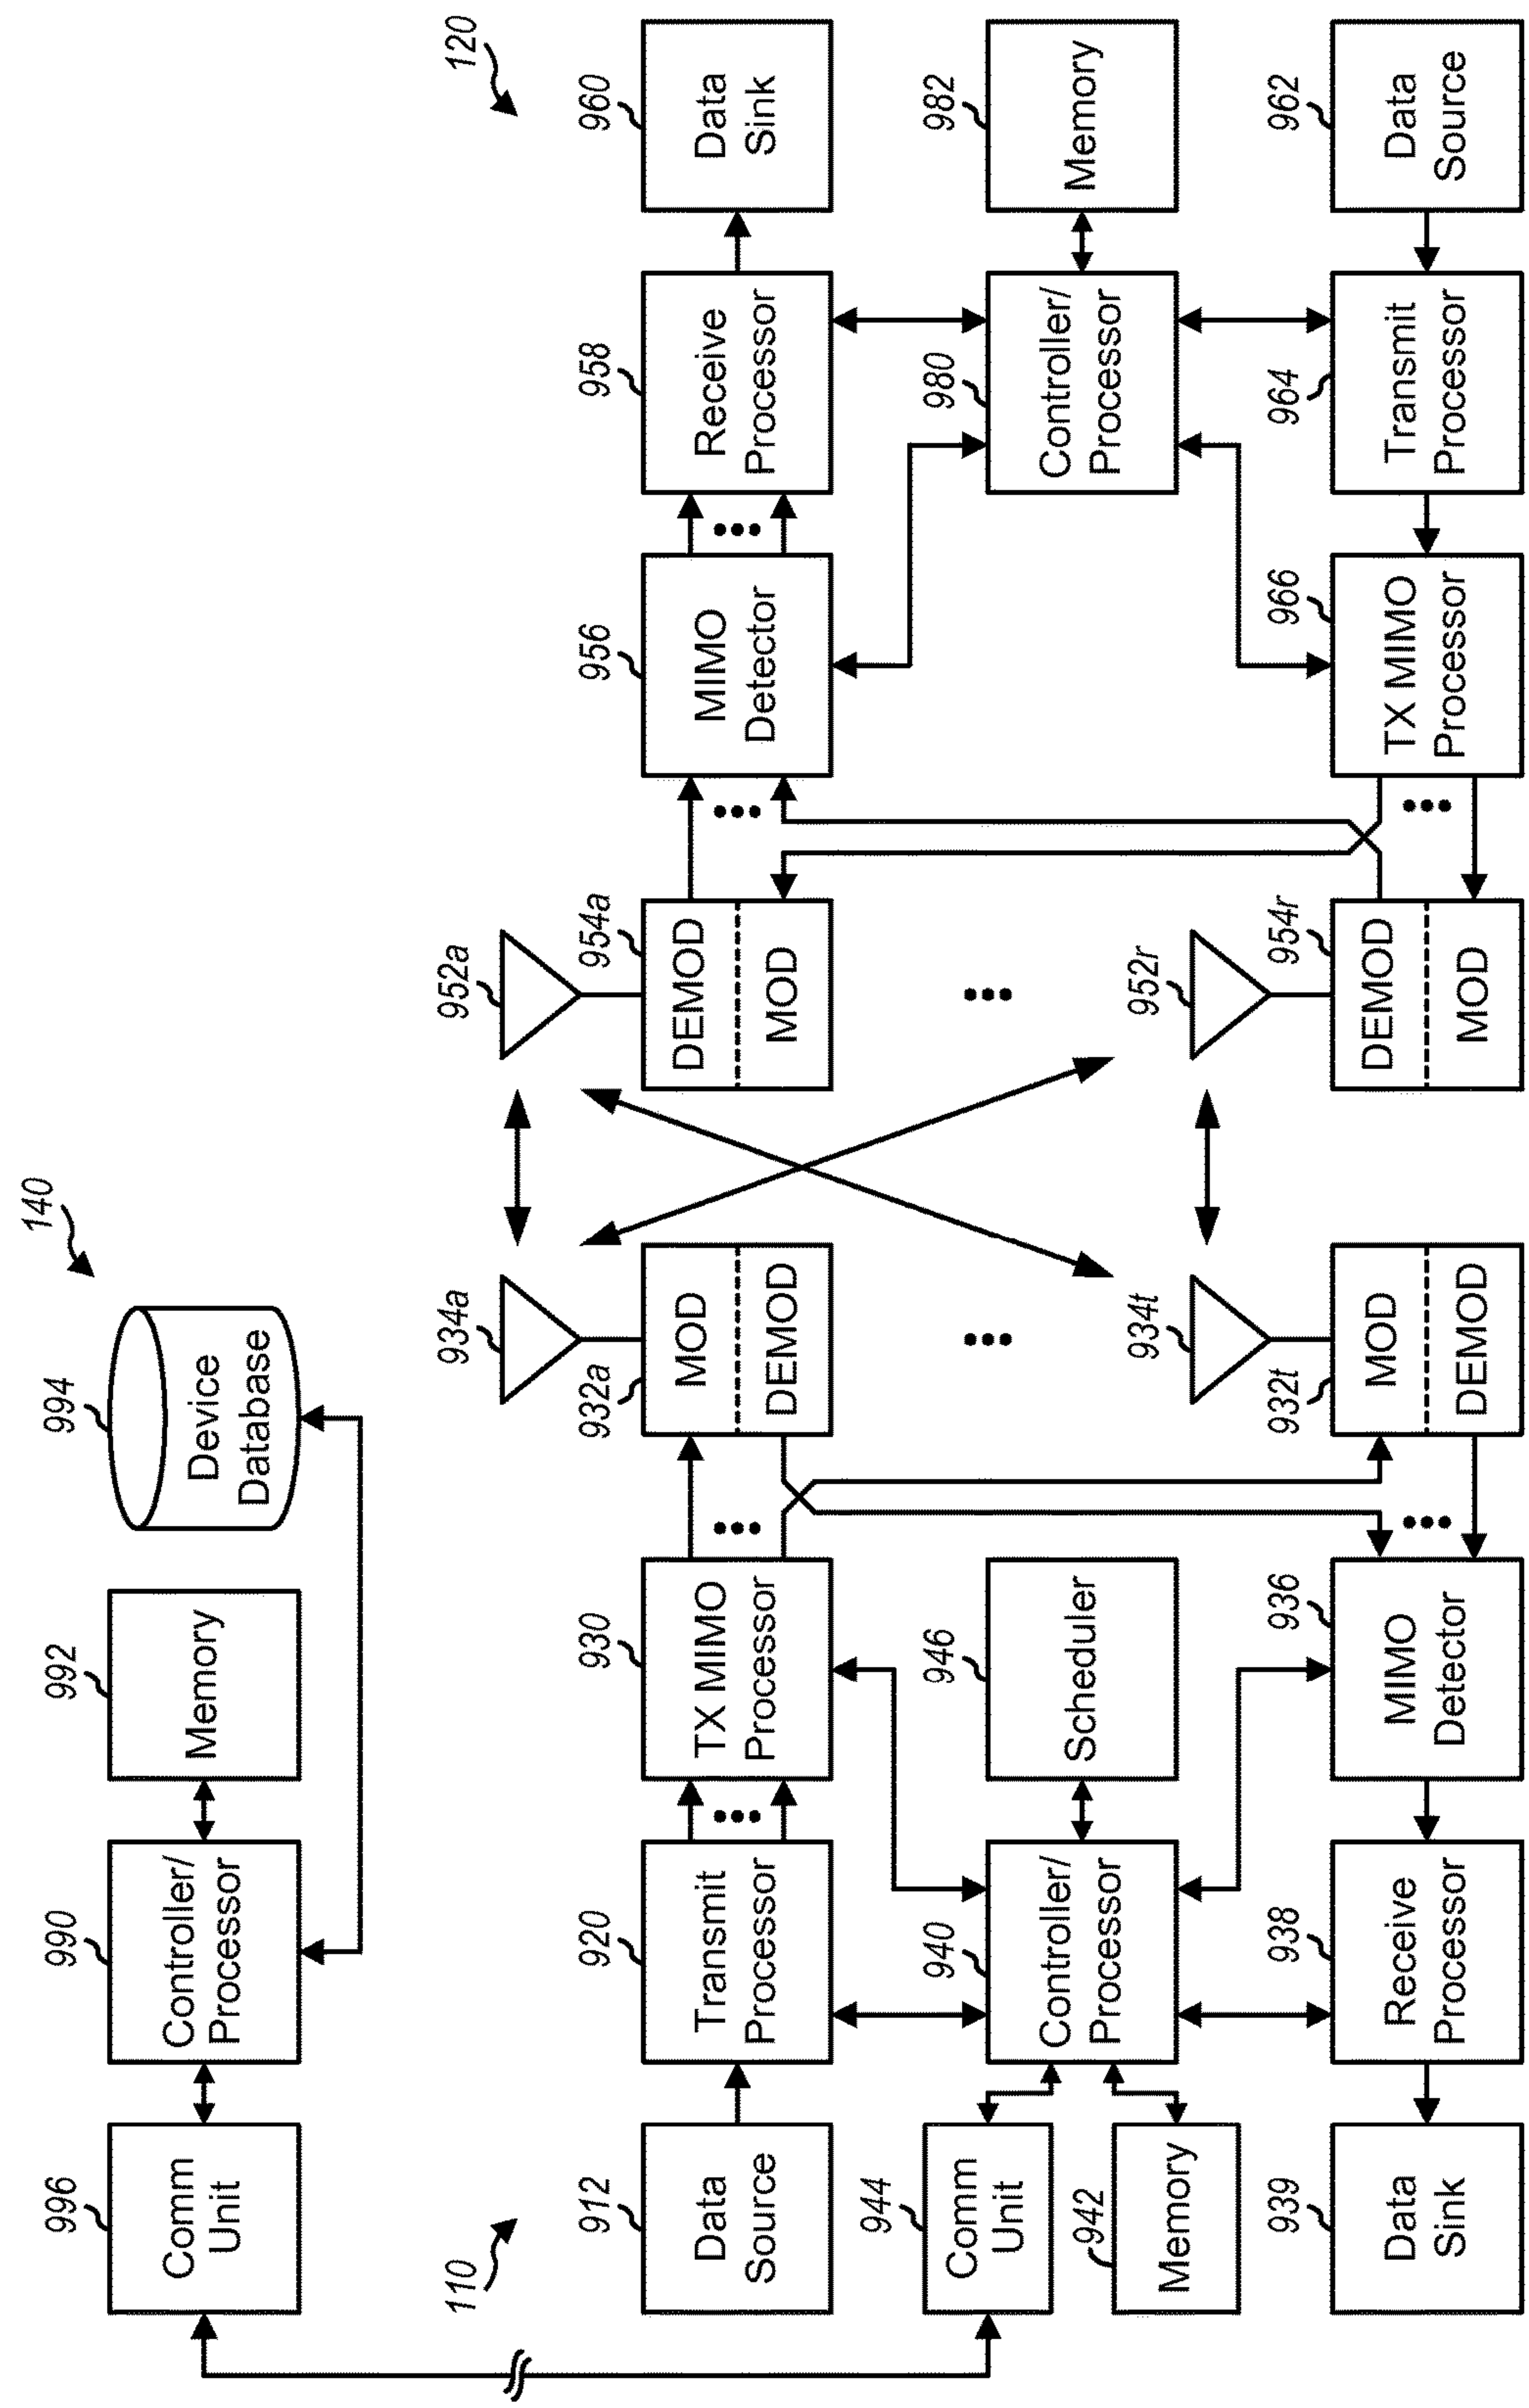 140
996
Comm
Unit
990
Controller/
Processor
992
Memory
994
Device
Database
110
120
912
Data
Source
920
Transmit
Processor
930
TX MIMO
Processor
934a
932a
MOD
DEMOD
952a
954a
DEMOD
MOD
956
MIMO
Detector
958
Receive
Processor
960
Data
Sink
944
Comm
Unit
942
Memory
940
Controller/
Processor
946
Scheduler
980
Controller/
Processor
982
Memory
939
Data
Sink
938
Receive
Processor
936
MIMO
Detector
934t
932t
MOD
DEMOD
952r
954r
DEMOD
MOD
966
TX MIMO
Processor
964
Transmit
Processor
962
Data
Source